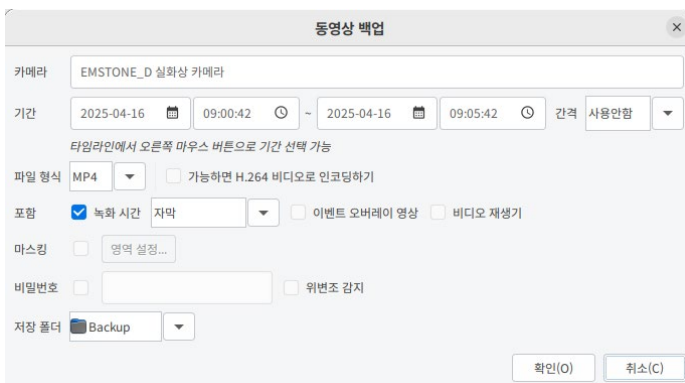 동영상 백업
카메라 EMSTONE_D 실화상 카메라
기간 2025-04-16 09:00:42 ~ 2025-04-16 09:05:42 간격 사용안함
타임라인에서 오른쪽 마우스 버튼으로 기간 선택 가능
파일 형식 MP4 가능하면 H.264 비디오로 인코딩하기
포함 녹화 시간 자막 이벤트 오버레이 영상 비디오 재생기
마스킹 영역 설정...
비밀번호 위변조 감지
저장 폴더 Backup
확인(O) 취소(C)